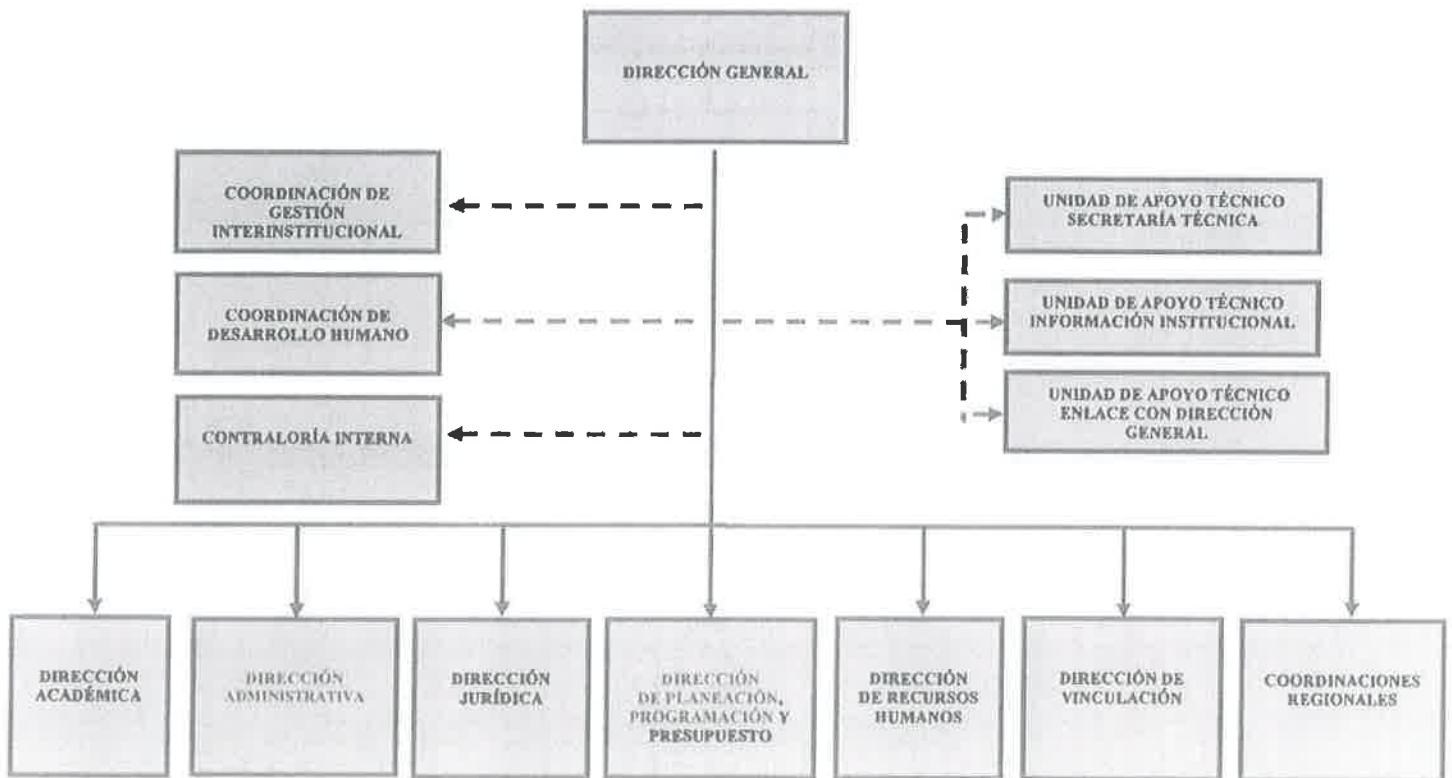 DIRECCIÓN GENERAL
COORDINACIÓN DE
GESTIÓN
INTERINSTITUCIONAL
UNIDAD DE APOYO TÉCNICO
SECRETARÍA TÉCNICA
COORDINACIÓN DE
DESARROLLO HUMANO
UNIDAD DE APOYO TÉCNICO
INFORMACIÓN INSTITUCIONAL
CONTRALORÍA INTERNA
UNIDAD DE APOYO TÉCNICO
ENLACE CON DIRECCIÓN
GENERAL
DIRECCIÓN
ACADÉMICA
DIRECCIÓN
ADMINISTRATIVA
DIRECCIÓN
JURÍDICA
DIRECCIÓN
DE PLANEACIÓN,
PROGRAMACIÓN Y
PRESUPUESTO
DIRECCIÓN
DE RECURSOS
HUMANOS
DIRECCIÓN DE
VINCULACIÓN
COORDINACIONES
REGIONALES